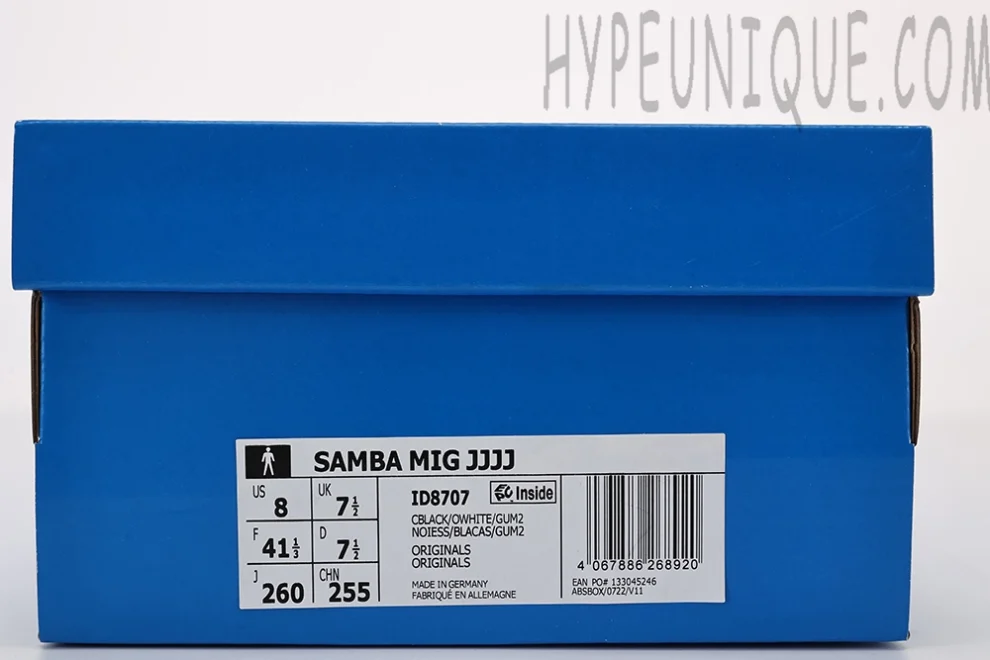 HYPEUNIQUE.COM
SAMBA MIG JJJJ
US 8 UK 7½
F 41⅓ D 7½
J 260 CHN 255
ID8707 Inside
CBLACK/OWHITE/GUM2
NOIESS/BLACAS/GUM2
ORIGINALS
ORIGINALS
MADE IN GERMANY
FABRIQUÉ EN ALLEMAGNE
4 067886 268920
EAN PO# 133045246
ABSBOX/0722/V11